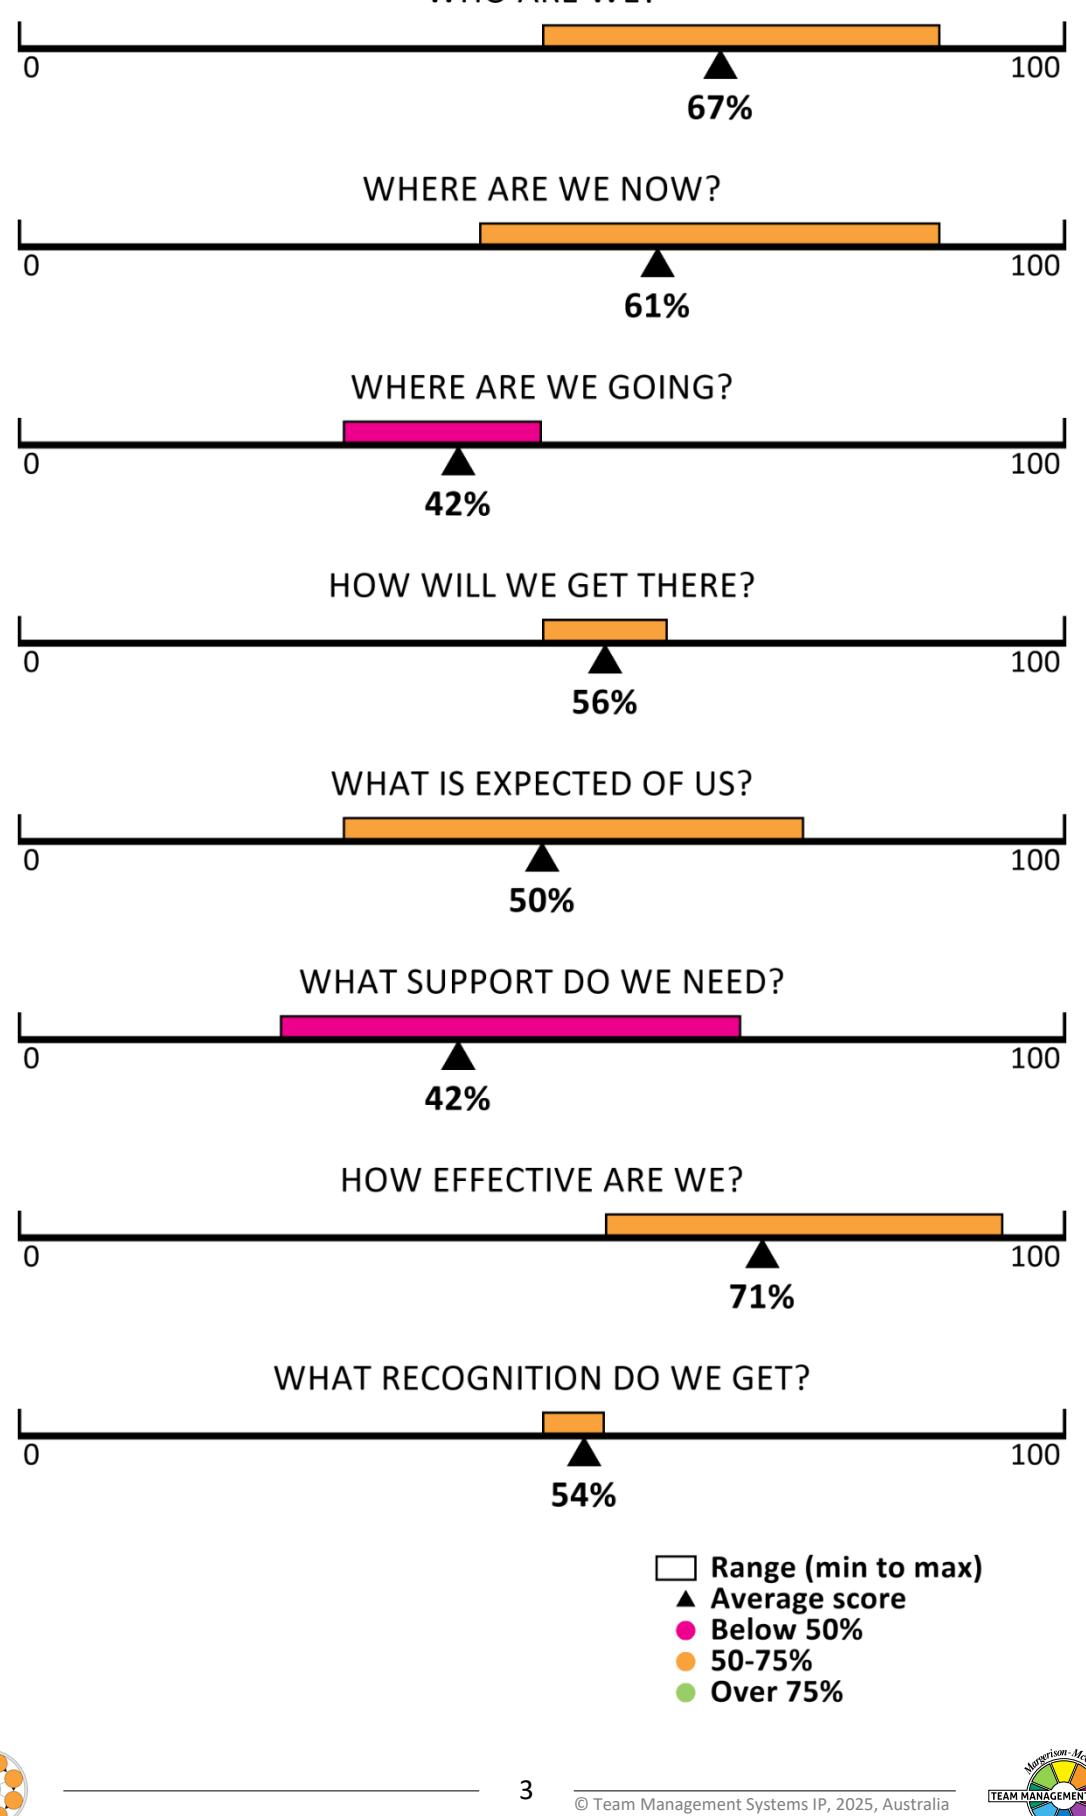 WHO ARE WE?
0 100
67%
WHERE ARE WE NOW?
0 100
61%
WHERE ARE WE GOING?
0 100
42%
HOW WILL WE GET THERE?
0 100
56%
WHAT IS EXPECTED OF US?
0 100
50%
WHAT SUPPORT DO WE NEED?
0 100
42%
HOW EFFECTIVE ARE WE?
0 100
71%
WHAT RECOGNITION DO WE GET?
0 100
54%
Range (min to max)
Average score
Below 50%
50-75%
Over 75%
Margerison-Mc
TEAM MANAGEMEN
3
© Team Management Systems IP, 2025, Australia